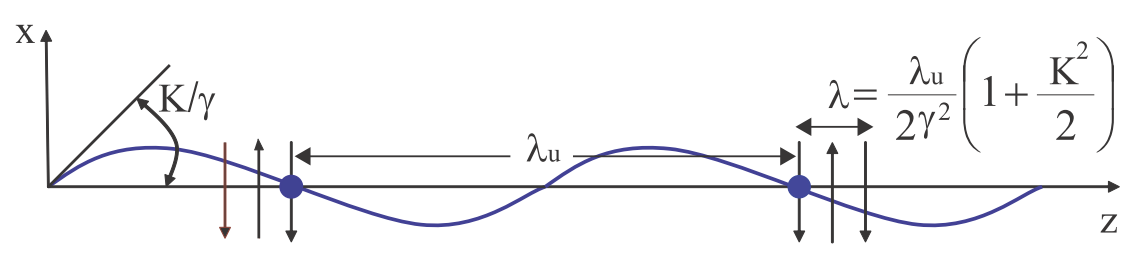 x
K/γ
λu
λ = λu/2γ² (1 + K²/2)
z